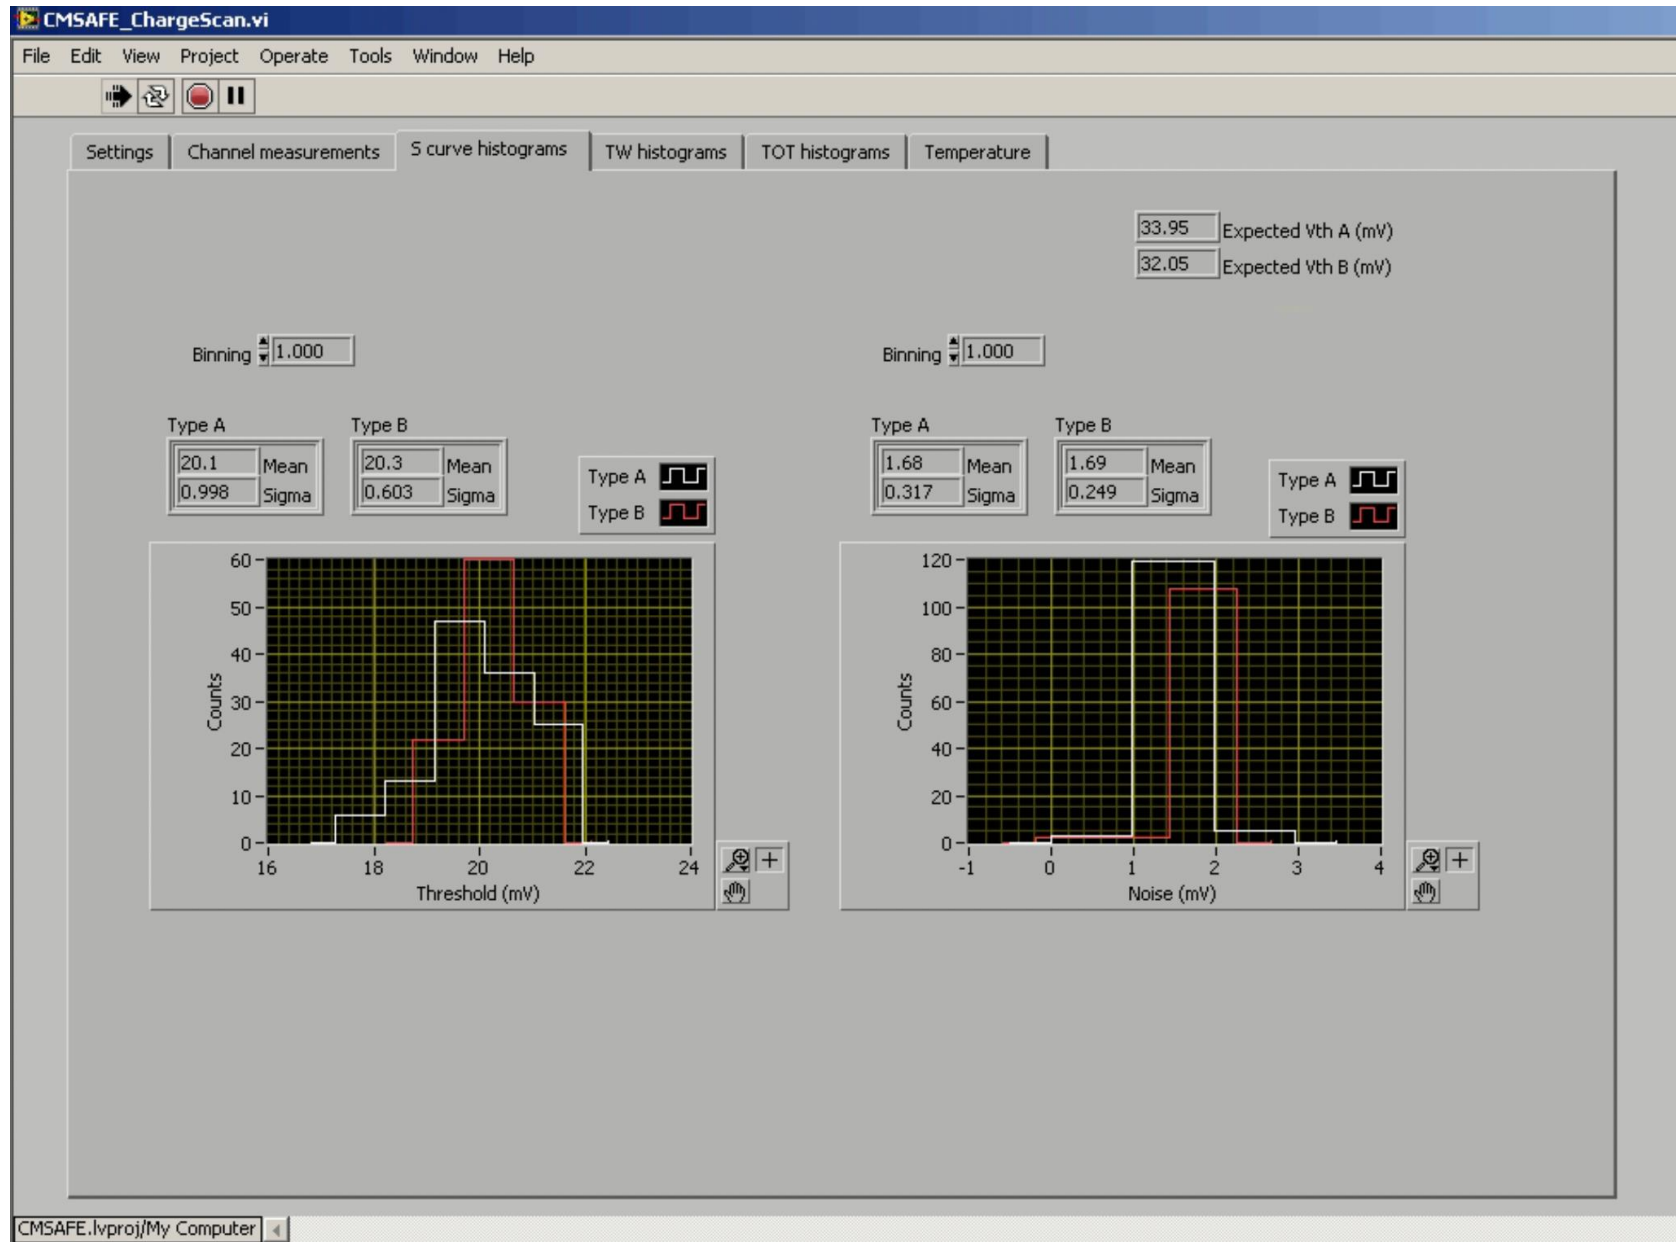 CMSAFE_ChargeScan.vi
File Edit View Project Operate Tools Window Help
Settings Channel measurements S curve histograms TW histograms TOT histograms Temperature
33.95 Expected Vth A (mV)
32.05 Expected Vth B (mV)
Binning 1.000
Type A Type B
20.1 Mean 20.3 Mean
0.998 Sigma 0.603 Sigma
Type A
Type B
60
50
40
30
20
10
0
Counts
16 18 20 22 24
Threshold (mV)
Binning 1.000
Type A Type B
1.68 Mean 1.69 Mean
0.317 Sigma 0.249 Sigma
Type A
Type B
120
100
80
60
40
20
0
Counts
-1 0 1 2 3 4
Noise (mV)
CMSAFE.lvproj/My Computer